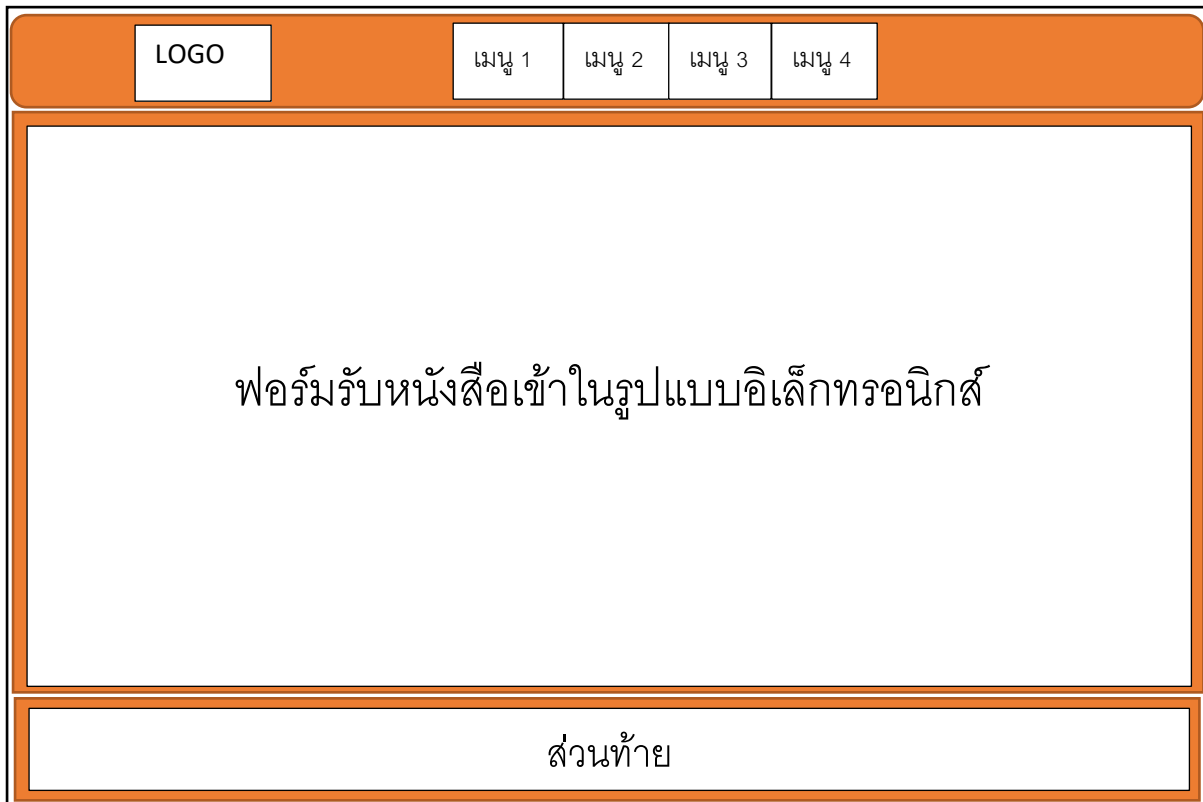 LOGO
เมนู 1
เมนู 2
เมนู 3
เมนู 4
ฟอร์มรับหนังสือเข้าในรูปแบบอิเล็กทรอนิกส์
ส่วนท้าย